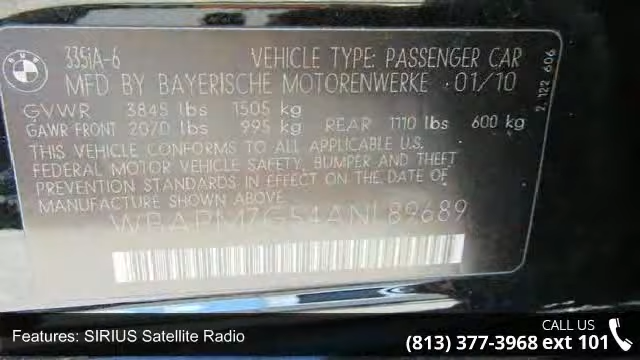 BMW
335iA-6
VEHICLE TYPE: PASSENGER CAR
MFD BY BAYERISCHE MOTORENWERKE 01/10
GVWR 3845 lbs 1505 kg
GAWR FRONT 2070 lbs 995 kg REAR 1110 lbs 600 kg
THIS VEHICLE CONFORMS TO ALL APPLICABLE U.S.
FEDERAL MOTOR VEHICLE SAFETY, BUMPER AND THEFT
PREVENTION STANDARDS IN EFFECT ON THE DATE OF
MANUFACTURE SHOWN ABOVE
WBAPM7G54ANL89689
2 122 606
Features: SIRIUS Satellite Radio
CALL US
(813) 377-3968 ext 101